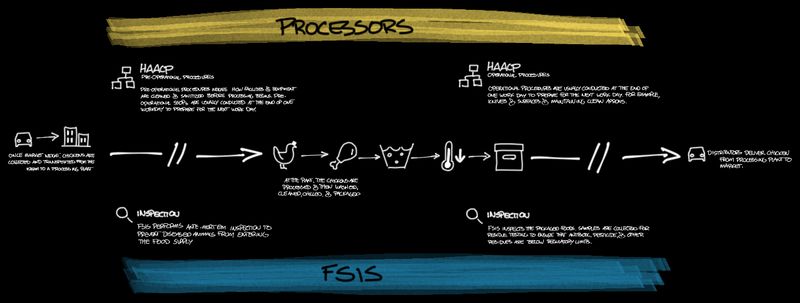 PROCESSORS
HAACP
PRE-OPERATIONAL PROCEDURES
PRE-OPERATIONAL PROCEDURES INCLUDE HOW FACILITIES & EQUIPMENT
ARE CLEANED & SANITIZED BEFORE PROCESSING BEGINS. PRE-
OPERATIONAL SSOPS ARE USUALLY CONDUCTED AT THE END OF ONE
WORKDAY TO PREPARE FOR THE NEXT WORK DAY.
HAACP
OPERATIONAL PROCEDURES
OPERATIONAL PROCEDURES ARE USUALLY CONDUCTED AT THE END OF
ONE WORK DAY TO PREPARE FOR THE NEXT WORK DAY. FOR EXAMPLE,
KNIVES & SURFACES & MAINTAINING CLEAN APRONS.
ONCE MARKET WEIGHT, CHICKENS ARE
COLLECTED AND TRANSPORTED FROM THE
FARM TO A PROCESSING PLANT
AT THE PLANT, THE CHICKENS ARE
PROCESSED & THEN WASHED,
CLEANED, CHILLED, & PACKAGED
DISTRIBUTORS DELIVER CHICKEN
FROM PROCESSING PLANT TO
MARKET.
INSPECTION
FSIS PERFORMS ANTE-MORTEM INSPECTION TO
PREVENT DISEASED ANIMALS FROM ENTERING
THE FOOD SUPPLY
INSPECTION
FSIS INSPECTS THE PACKAGED FOODS. SAMPLES ARE COLLECTED FOR
RESIDUE TESTING TO ENSURE THAT ANTIBIOTIC, PESTICIDE, & OTHER
RESIDUES ARE BELOW REGULATORY LIMITS.
FSIS